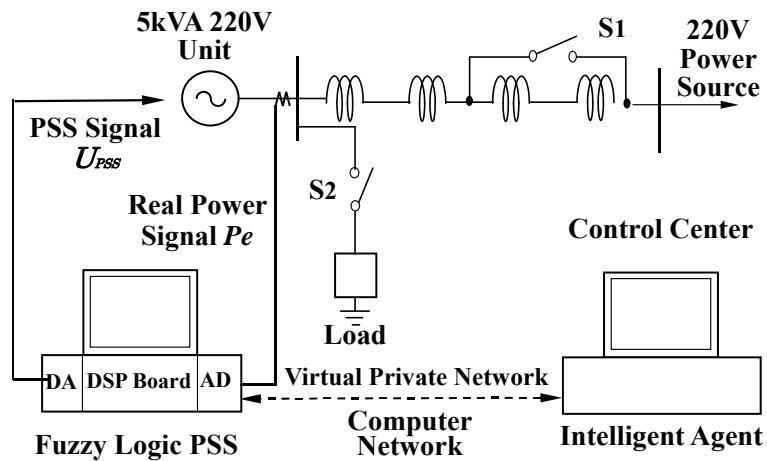 5kVA 220V
Unit
S1
220V
Power
Source
PSS Signal
UPSS
S2
Real Power
Signal Pe
Control Center
Load
DA
DSP Board
AD
Virtual Private Network
Computer
Network
Fuzzy Logic PSS
Intelligent Agent